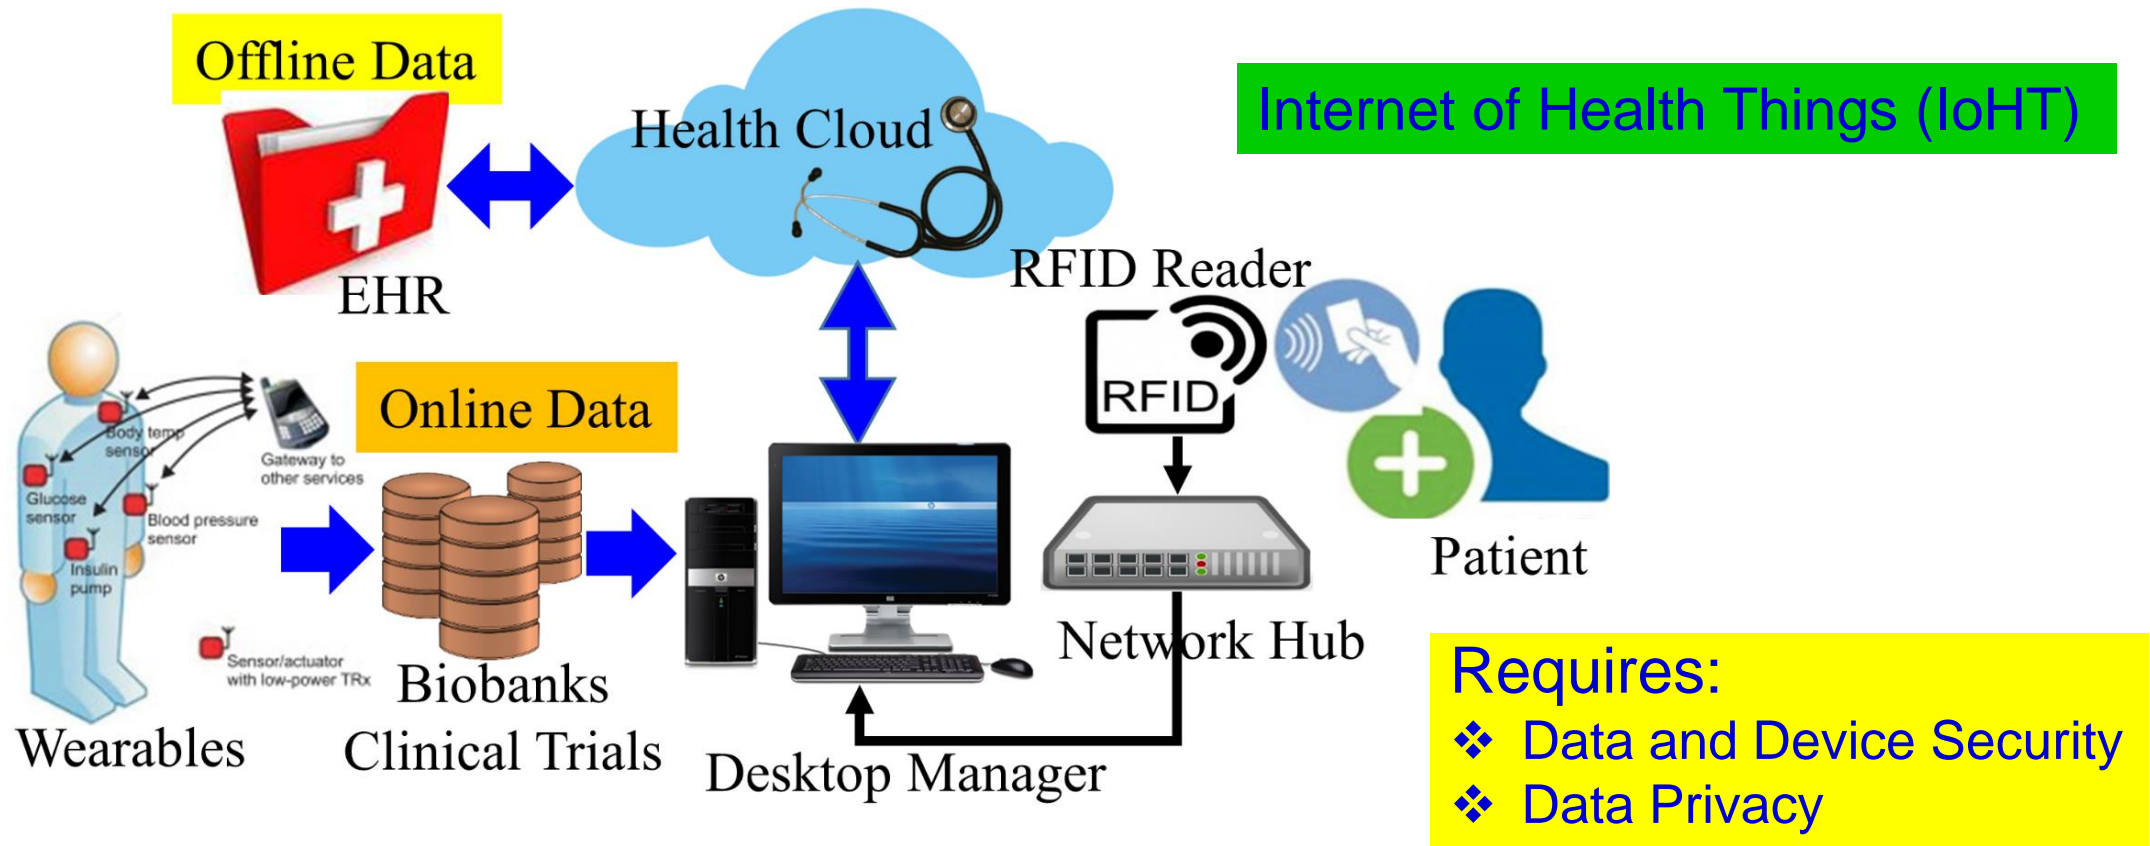 Offline Data
Health Cloud
Internet of Health Things (IoHT)
EHR
RFID Reader
RFID
Online Data
Body temp
sensor
Gateway to
other services
Glucose
sensor
Blood pressure
sensor
Insulin
pump
Sensor/actuator
with low-power TRx
Wearables
Biobanks
Clinical Trials
Desktop Manager
Network Hub
Patient
Requires:
❖ Data and Device Security
❖ Data Privacy